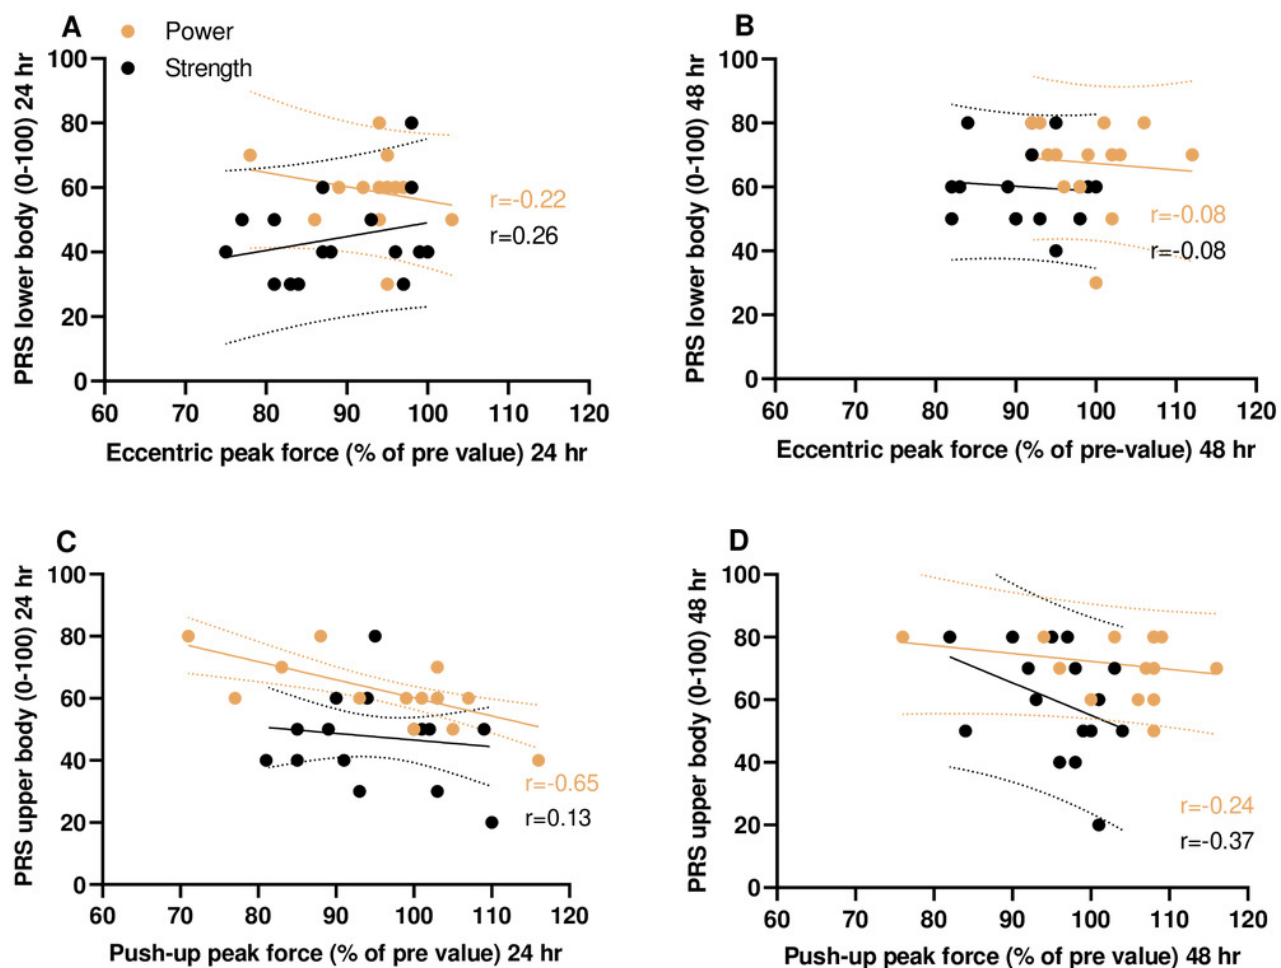 A
Power
Strength
PRS lower body (0-100) 24 hr
100
80
60
40
20
0
60 70 80 90 100 110 120
Eccentric peak force (% of pre value) 24 hr
r=-0.22
r=0.26
B
PRS lower body (0-100) 48 hr
100
80
60
40
20
0
60 70 80 90 100 110 120
Eccentric peak force (% of pre-value) 48 hr
r=-0.08
r=-0.08
C
PRS upper body (0-100) 24 hr
100
80
60
40
20
0
60 70 80 90 100 110 120
Push-up peak force (% of pre value) 24 hr
r=-0.65
r=0.13
D
PRS upper body (0-100) 48 hr
100
80
60
40
20
0
60 70 80 90 100 110 120
Push-up peak force (% of pre value) 48 hr
r=-0.24
r=-0.37